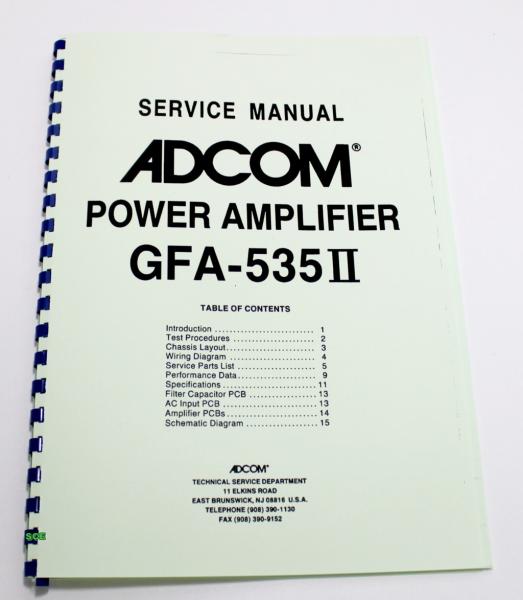 SERVICE MANUAL
ADCOM®
POWER AMPLIFIER
GFA-535 II
TABLE OF CONTENTS
Introduction ............................ 1
Test Procedures ....................... 2
Chassis Layout......................... 3
Wiring Diagram ........................ 4
Service Parts List ...................... 5
Performance Data...................... 9
Specifications .......................... 11
Filter Capacitor PCB .................. 13
AC Input PCB .......................... 13
Amplifier PCBs......................... 14
Schematic Diagram .................... 15
ADCOM®
TECHNICAL SERVICE DEPARTMENT
11 ELKINS ROAD
EAST BRUNSWICK, NJ 08816 U.S.A.
TELEPHONE (908) 390-1130
FAX (908) 390-9152